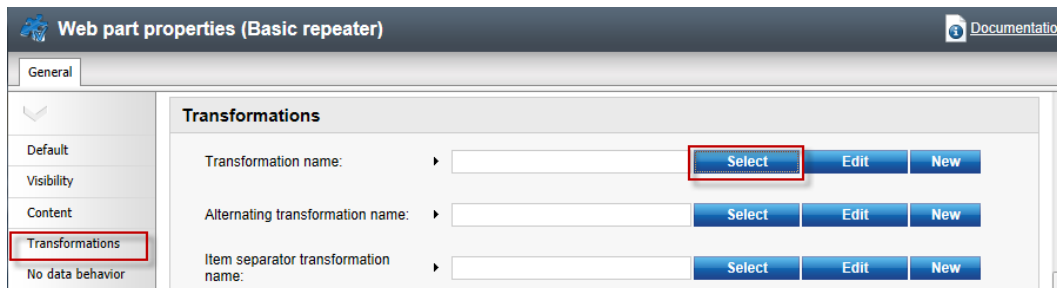 Web part properties (Basic repeater)
Documentatio
General
Transformations
Default
Transformation name:
Select
Edit
New
Visibility
Content
Alternating transformation name:
Select
Edit
New
Transformations
Item separator transformation
name:
Select
Edit
New
No data behavior